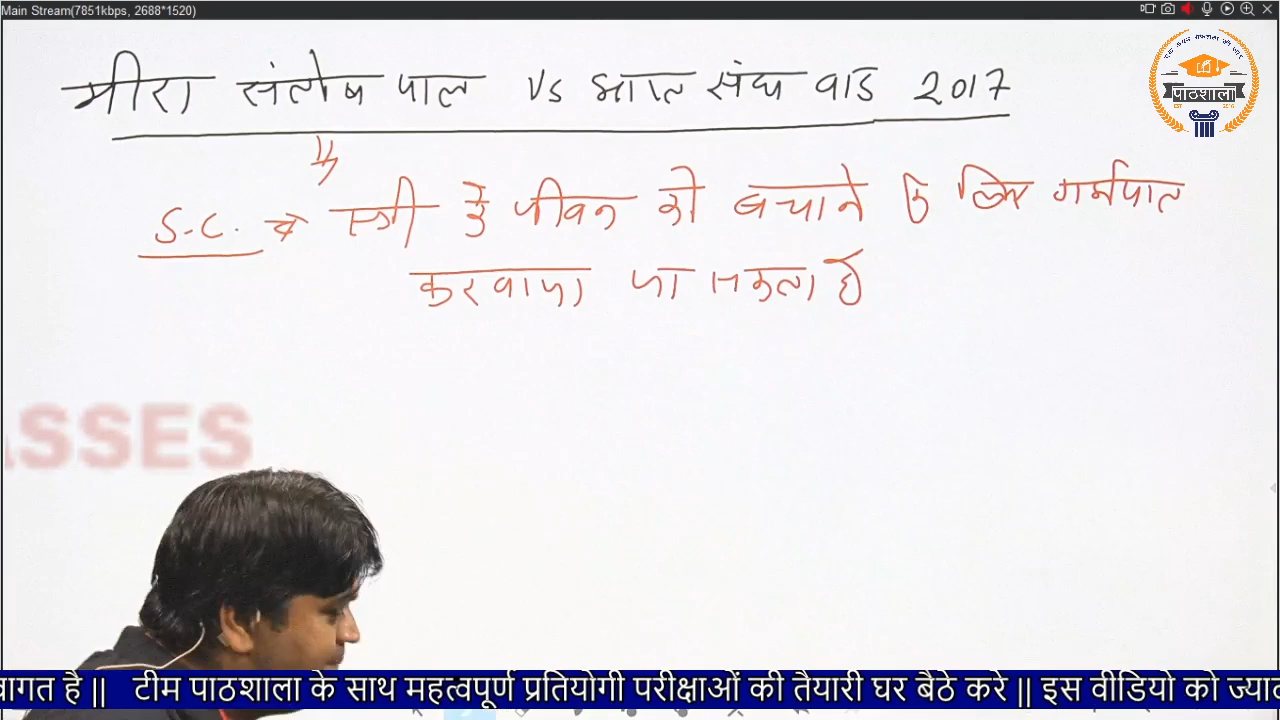 Main Stream(7851kbps, 2688*1520)
मीरा संतोष पाल Vs भारत संघ वाद 2017
S.C. स्त्री के जीवन को बचाने के लिए गर्भपात
करवाया जा सकता है
पाठशाला
ASSES
वागत है || टीम पाठशाला के साथ महत्वपूर्ण प्रतियोगी परीक्षाओं की तैयारी घर बैठे करे || इस वीडियो को ज्याद